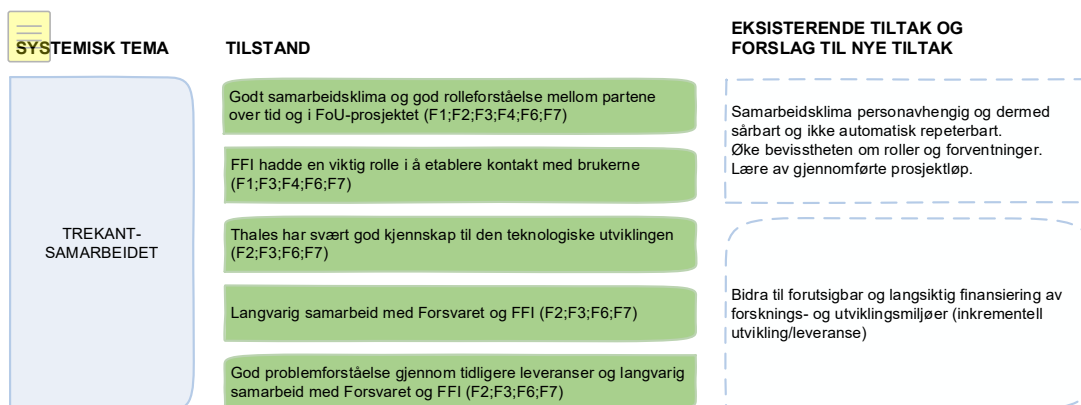 SYSTEMISK TEMA
TILSTAND
EKSISTERENDE TILTAK OG
FORSLAG TIL NYE TILTAK
TREKANT-
SAMARBEIDET
Godt samarbeidsklima og god rolleforståelse mellom partene
over tid og i FoU-prosjektet (F1;F2;F3;F4;F6;F7)
FFI hadde en viktig rolle i å etablere kontakt med brukerne
(F1;F3;F4;F6;F7)
Thales har svært god kjennskap til den teknologiske utviklingen
(F2;F3;F6;F7)
Langvarig samarbeid med Forsvaret og FFI (F2;F3;F6;F7)
God problemforståelse gjennom tidligere leveranser og langvarig
samarbeid med Forsvaret og FFI (F2;F3;F6;F7)
Samarbeidsklima personavhengig og dermed
sårbart og ikke automatisk repeterbart.
Øke bevisstheten om roller og forventninger.
Lære av gjennomførte prosjektløp.
Bidra til forutsigbar og langsiktig finansiering av
forsknings- og utviklingsmiljøer (inkrementell
utvikling/leveranse)